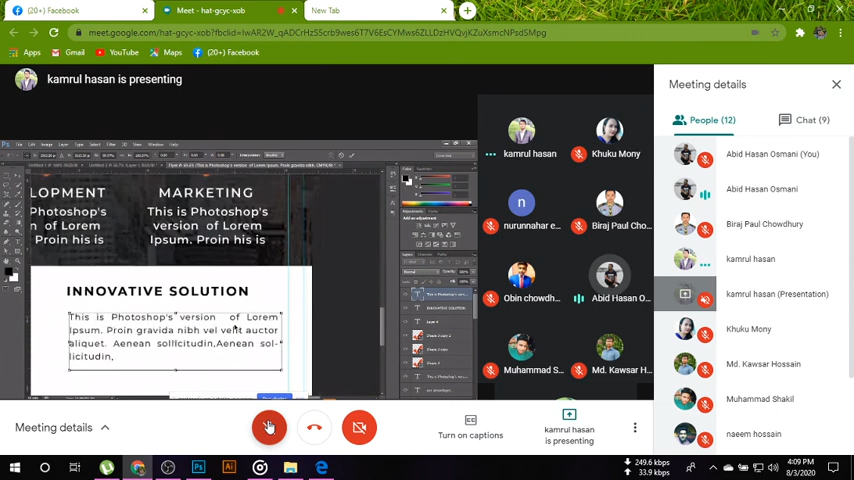 (20+) Facebook
Meet - hat-gcyc-xob
New Tab
meet.google.com/hat-gcyc-xob?fbclid=
Apps
Gmail
YouTube
Maps
(20+) Facebook
kamrul hasan is presenting
LOPMENT
MARKETING
Photoshop's
This is Photoshop's
of Lorem
version of Lorem
Proin his is
Ipsum. Proin his is
INNOVATIVE SOLUTION
This is Photoshop's version of Lorem
Ipsum. Proin gravida nibh vel velit auctor
aliquet. Aenean sollicitudin,Aenean sol-
licitudin,
kamrul hasan
Khuku Mony
nurunnahar e...
Biraj Paul Cho...
Obin chowdh...
Abid Hasan O...
Muhammad S...
Md. Kawsar H...
Meeting details
People (12)
Chat (9)
Abid Hasan Osmani (You)
Abid Hasan Osmani
Biraj Paul Chowdhury
kamrul hasan
kamrul hasan (Presentation)
Khuku Mony
Md. Kawsar Hossain
Muhammad Shakil
naeem hossain
Meeting details
Turn on captions
kamrul hasan
is presenting
249.6 kbps
33.9 kbps
4:09 PM
8/3/2020